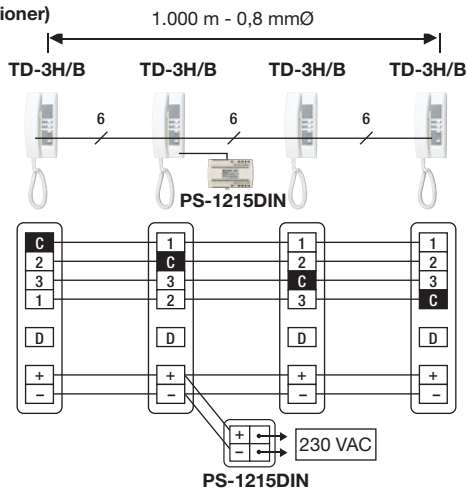 ioner)
1.000 m - 0,8 mmØ
TD-3H/B TD-3H/B TD-3H/B TD-3H/B
6 6 6
PS-1215DIN
C 1 1 1
2 C 2 2
3 3 C 3
1 2 3 C
D D D D
+ + + +
− − − −
+
− 230 VAC
PS-1215DIN